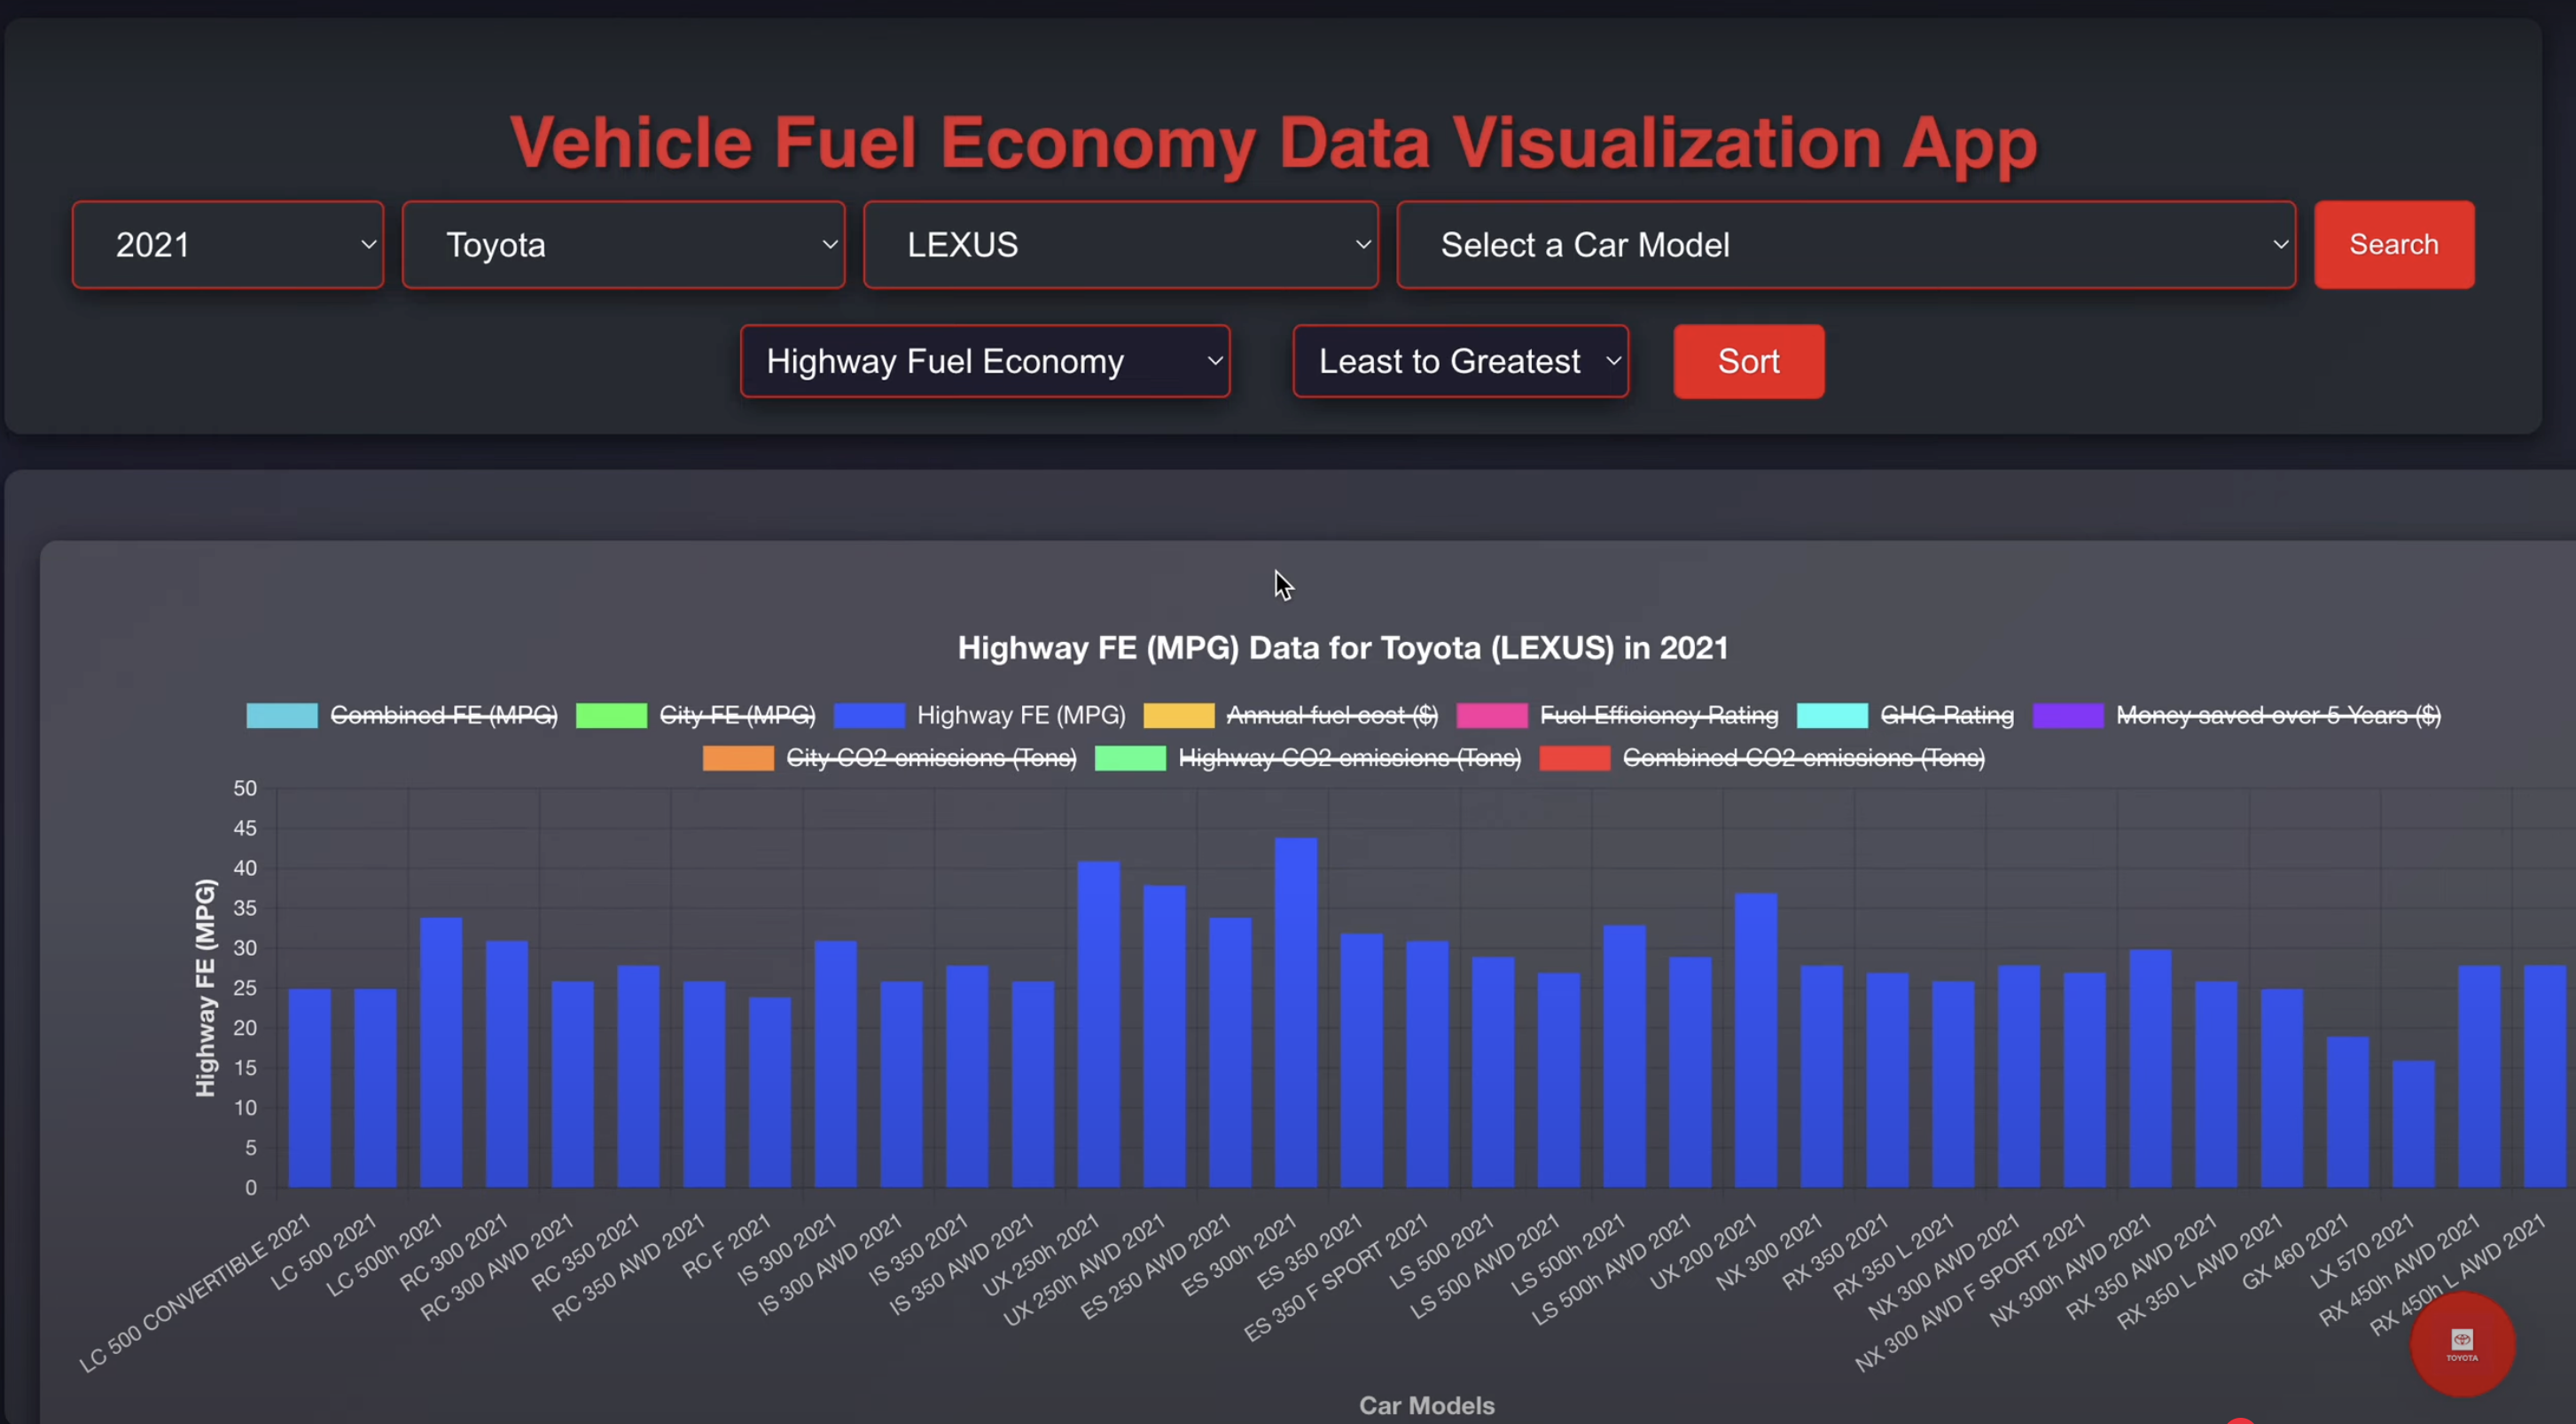 Vehicle Fuel Economy Data Visualization App
2021 Toyota LEXUS Select a Car Model Search
Highway Fuel Economy Least to Greatest Sort
Highway FE (MPG) Data for Toyota (LEXUS) in 2021
Combined FE (MPG) City FE (MPG) Highway FE (MPG) Annual fuel cost ($) Fuel Efficiency Rating GHG Rating Money saved over 5 Years ($)
City CO2 emissions (Tons) Highway CO2 emissions (Tons) Combined CO2 emissions (Tons)
Highway FE (MPG)
50
45
40
35
30
25
20
15
10
5
0
LC 500 CONVERTIBLE 2021
LC 500 2021
LC 500h 2021
RC 300 2021
RC 300 AWD 2021
RC 350 2021
RC 350 AWD 2021
RC F 2021
IS 300 2021
IS 300 AWD 2021
IS 350 2021
IS 350 AWD 2021
UX 250h 2021
UX 250h AWD 2021
ES 250 AWD 2021
ES 300h 2021
ES 350 2021
ES 350 F SPORT 2021
LS 500 2021
LS 500 AWD 2021
LS 500h 2021
LS 500h AWD 2021
UX 200 2021
NX 300 2021
RX 350 2021
RX 350 L 2021
NX 300 AWD 2021
NX 300 AWD F SPORT 2021
NX 300h AWD 2021
RX 350 AWD 2021
RX 350 L AWD 2021
GX 460 2021
LX 570 2021
RX 450h AWD 2021
RX 450h L AWD 2021
TOYOTA
Car Models